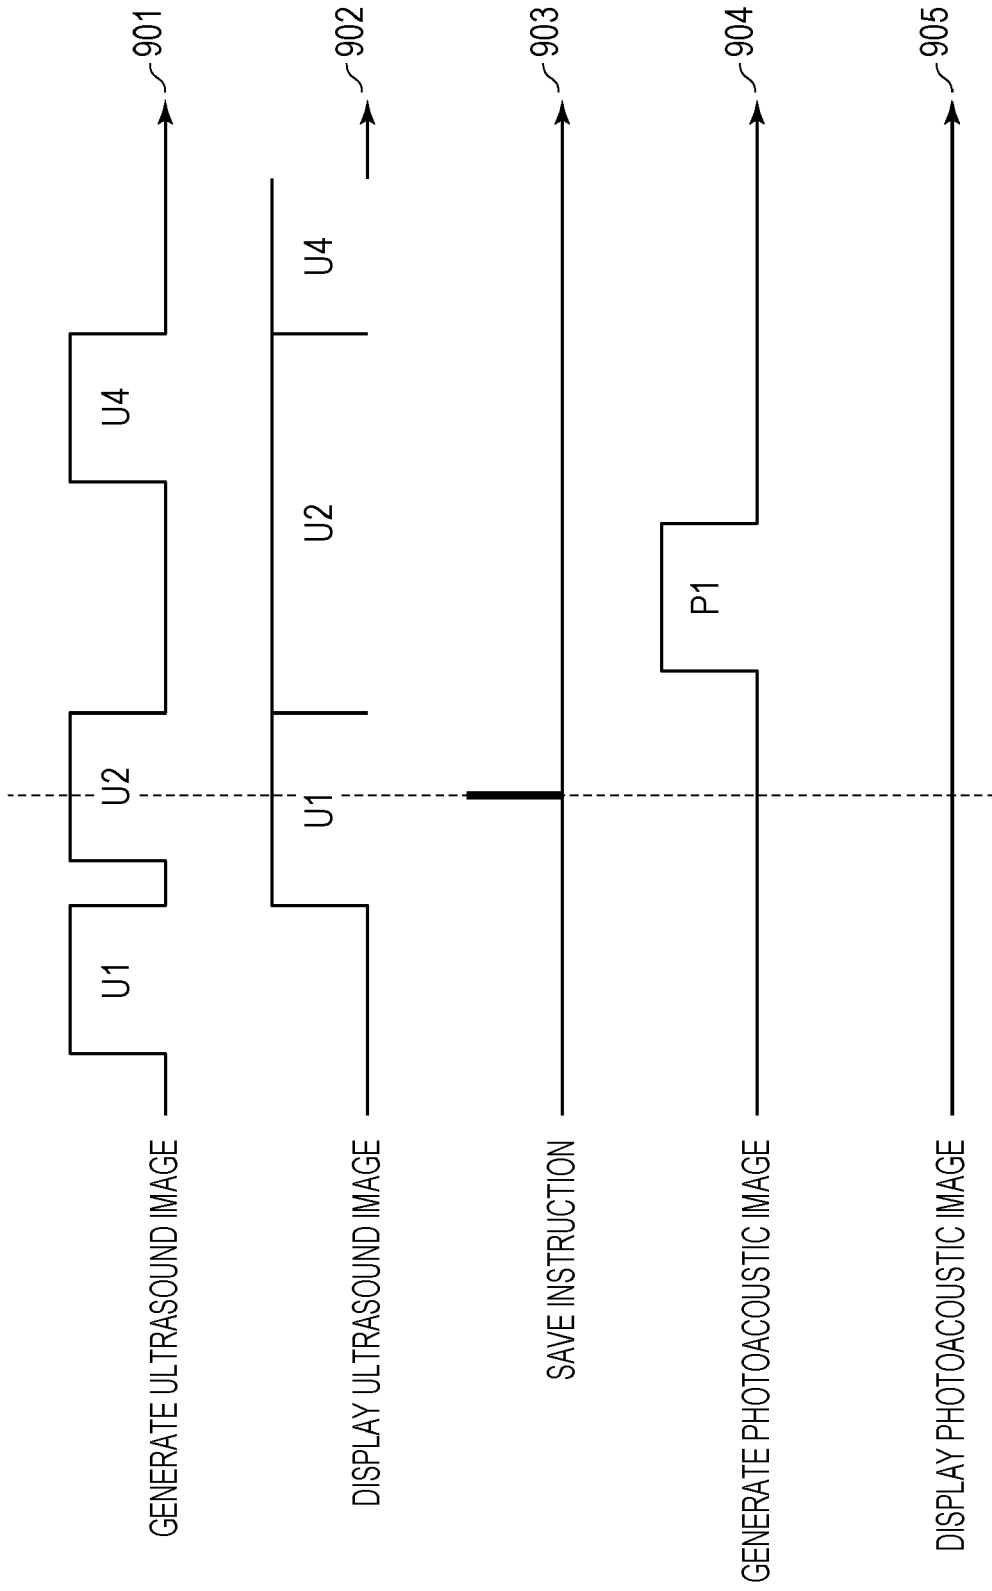 GENERATE ULTRASOUND IMAGE
U1
U2
U4
901
DISPLAY ULTRASOUND IMAGE
U1
U2
U4
902
SAVE INSTRUCTION
903
GENERATE PHOTOACOUSTIC IMAGE
P1
904
DISPLAY PHOTOACOUSTIC IMAGE
905